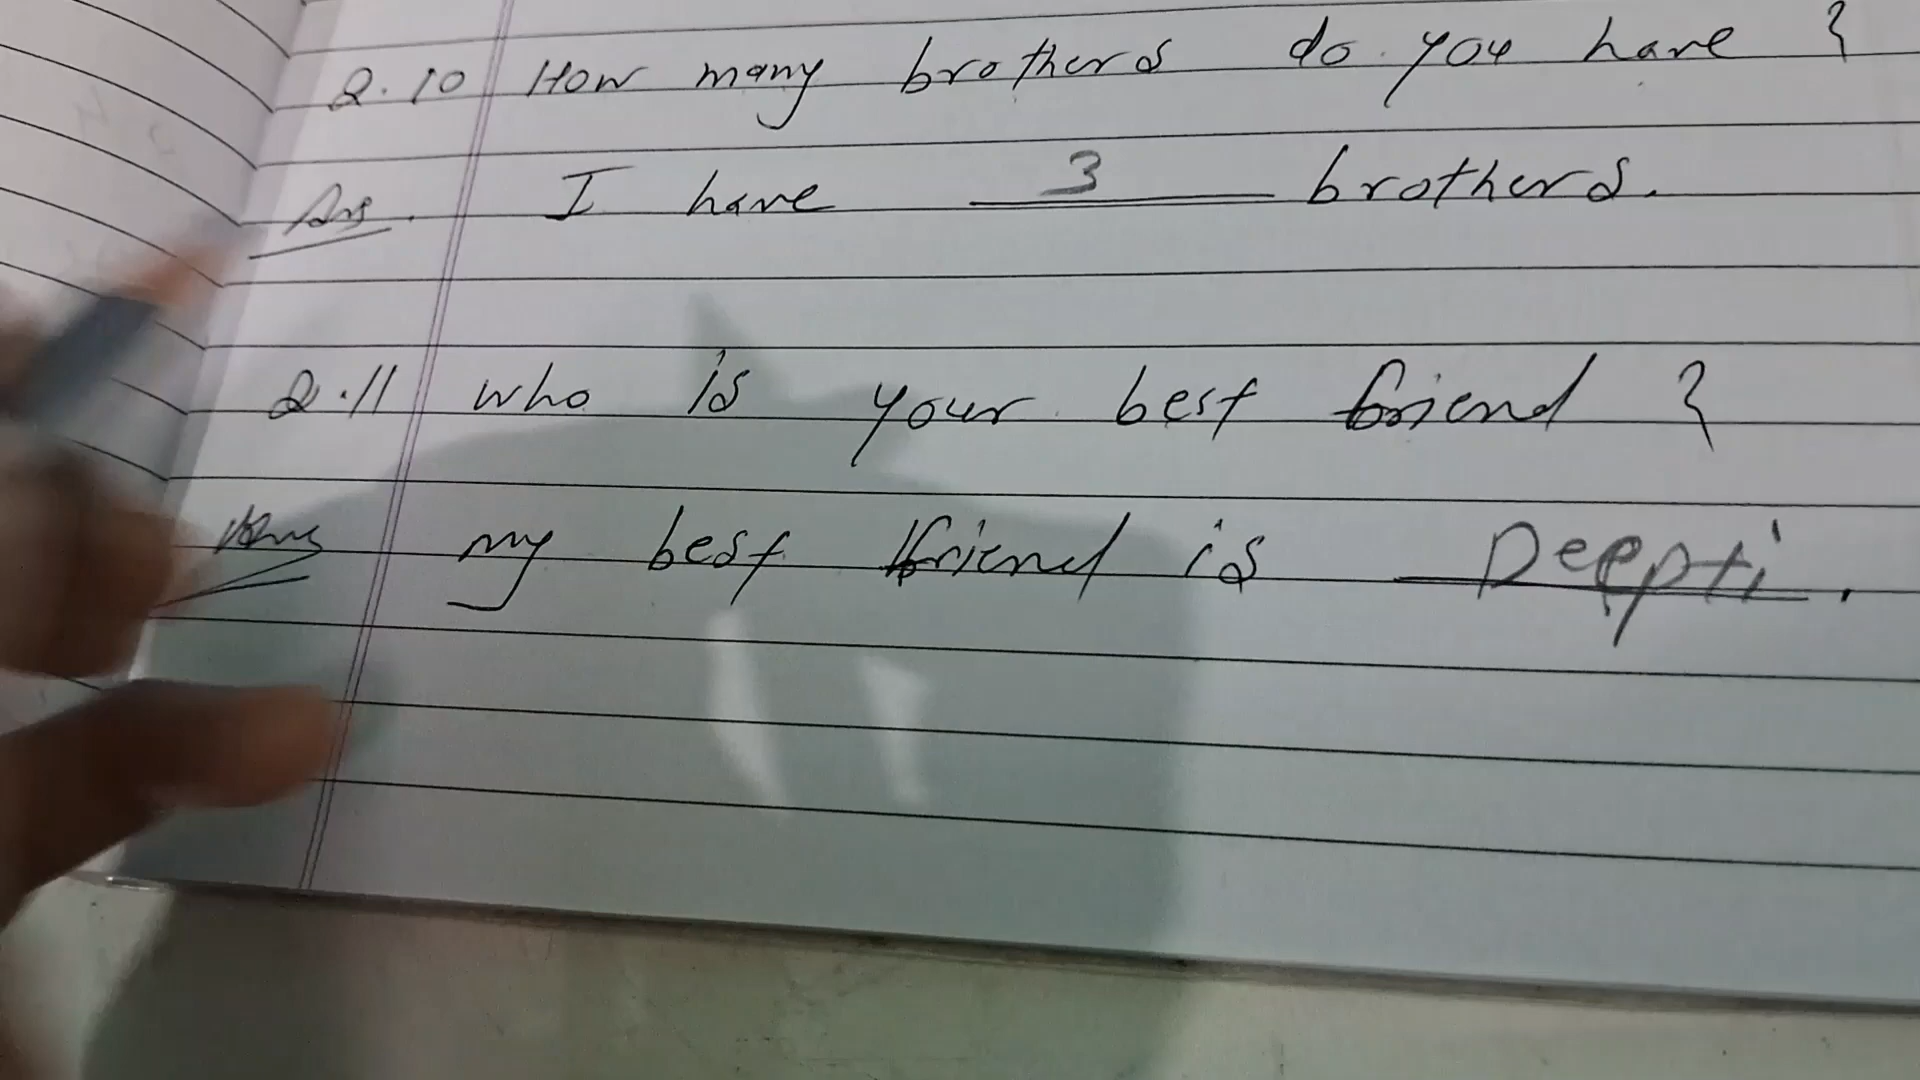 Q.10 How many brothers do you have ?
Ans. I have 3 brothers.
Q.11 who is your best friend ?
Ans my best friend is Deepti.